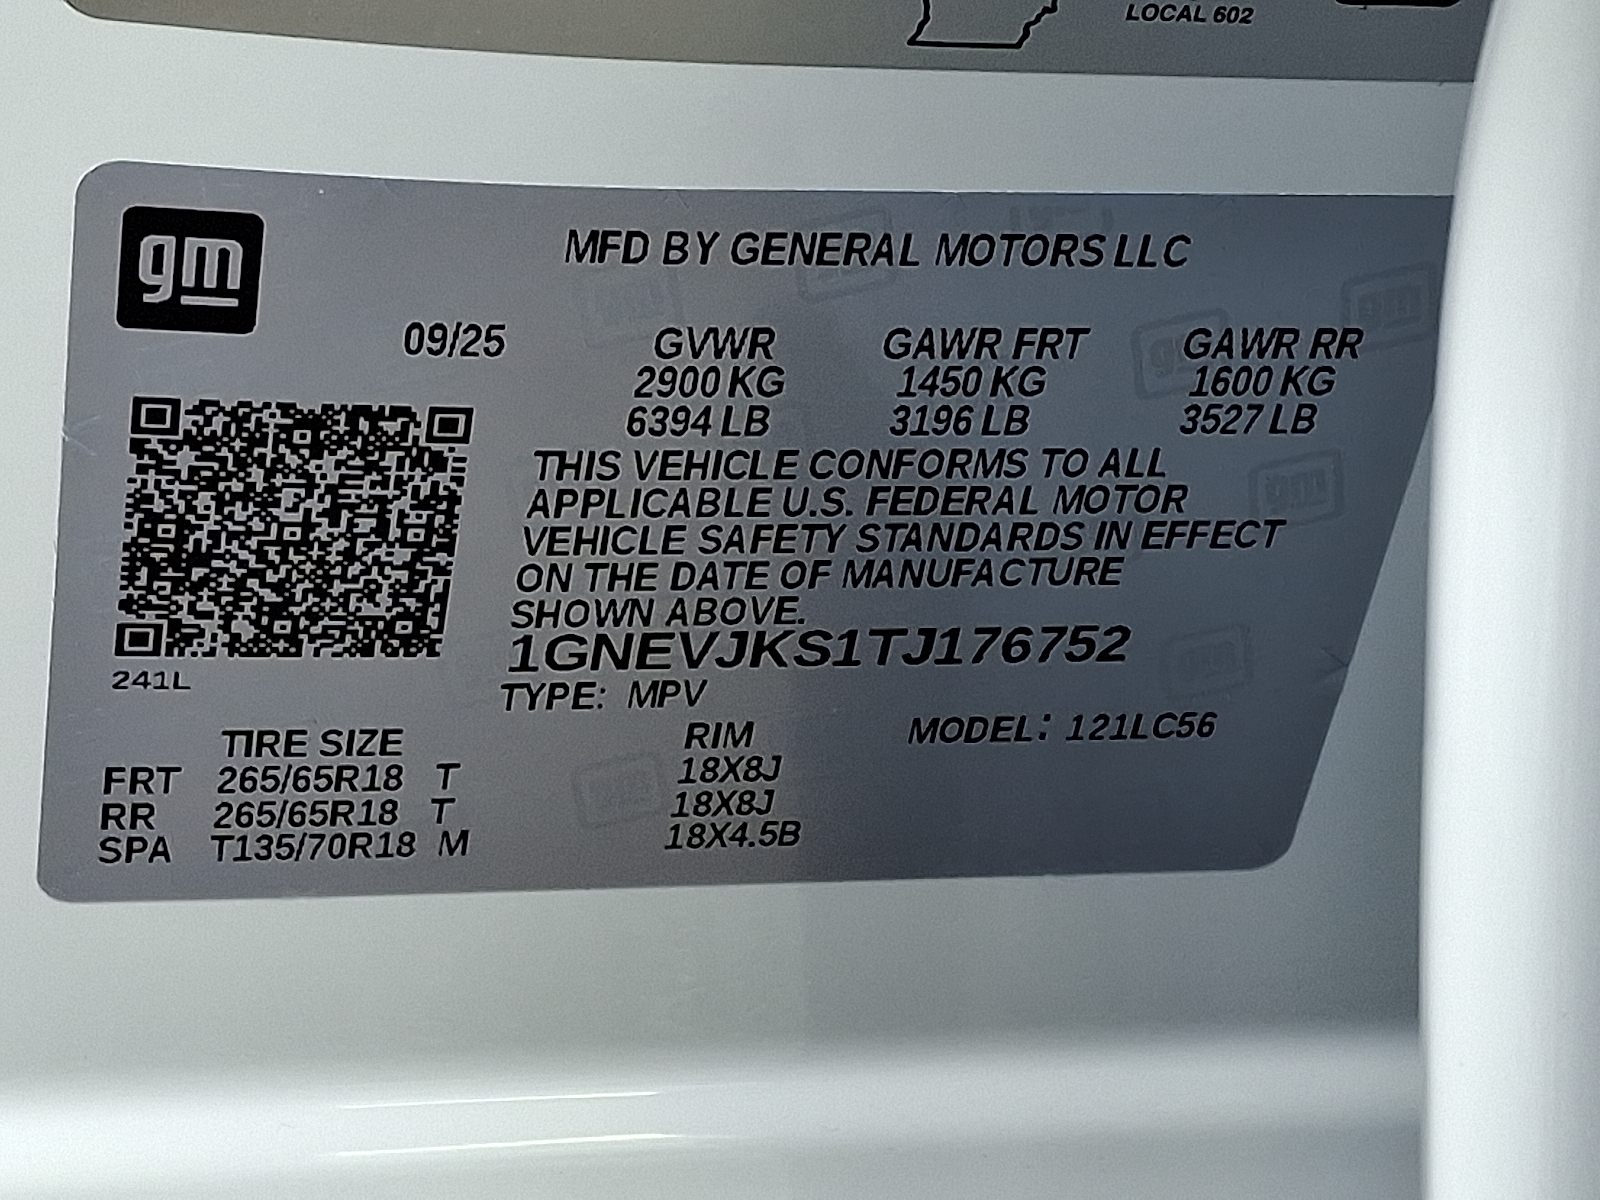 LOCAL 602
gm
MFD BY GENERAL MOTORS LLC
09/25 GVWR GAWR FRT GAWR RR
2900 KG 1450 KG 1600 KG
6394 LB 3196 LB 3527 LB
THIS VEHICLE CONFORMS TO ALL
APPLICABLE U.S. FEDERAL MOTOR
VEHICLE SAFETY STANDARDS IN EFFECT
ON THE DATE OF MANUFACTURE
SHOWN ABOVE.
1GNEVJKS1TJ176752
241L
TYPE: MPV MODEL: 121LC56
TIRE SIZE RIM
FRT 265/65R18 T 18X8J
RR 265/65R18 T 18X8J
SPA T135/70R18 M 18X4.5B